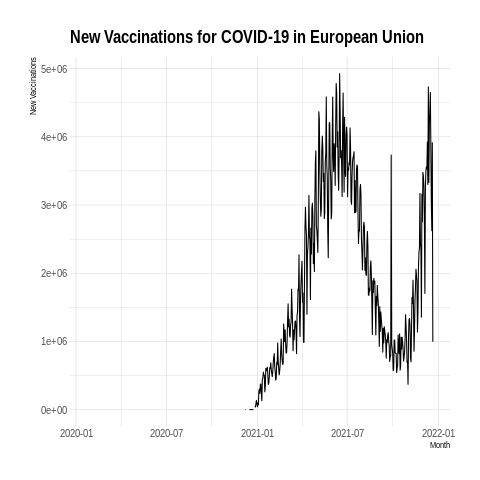 New Vaccinations for COVID-19 in European Union
New Vaccinations
5e+06
4e+06
3e+06
2e+06
1e+06
0e+00
2020-01 2020-07 2021-01 2021-07 2022-01
Month